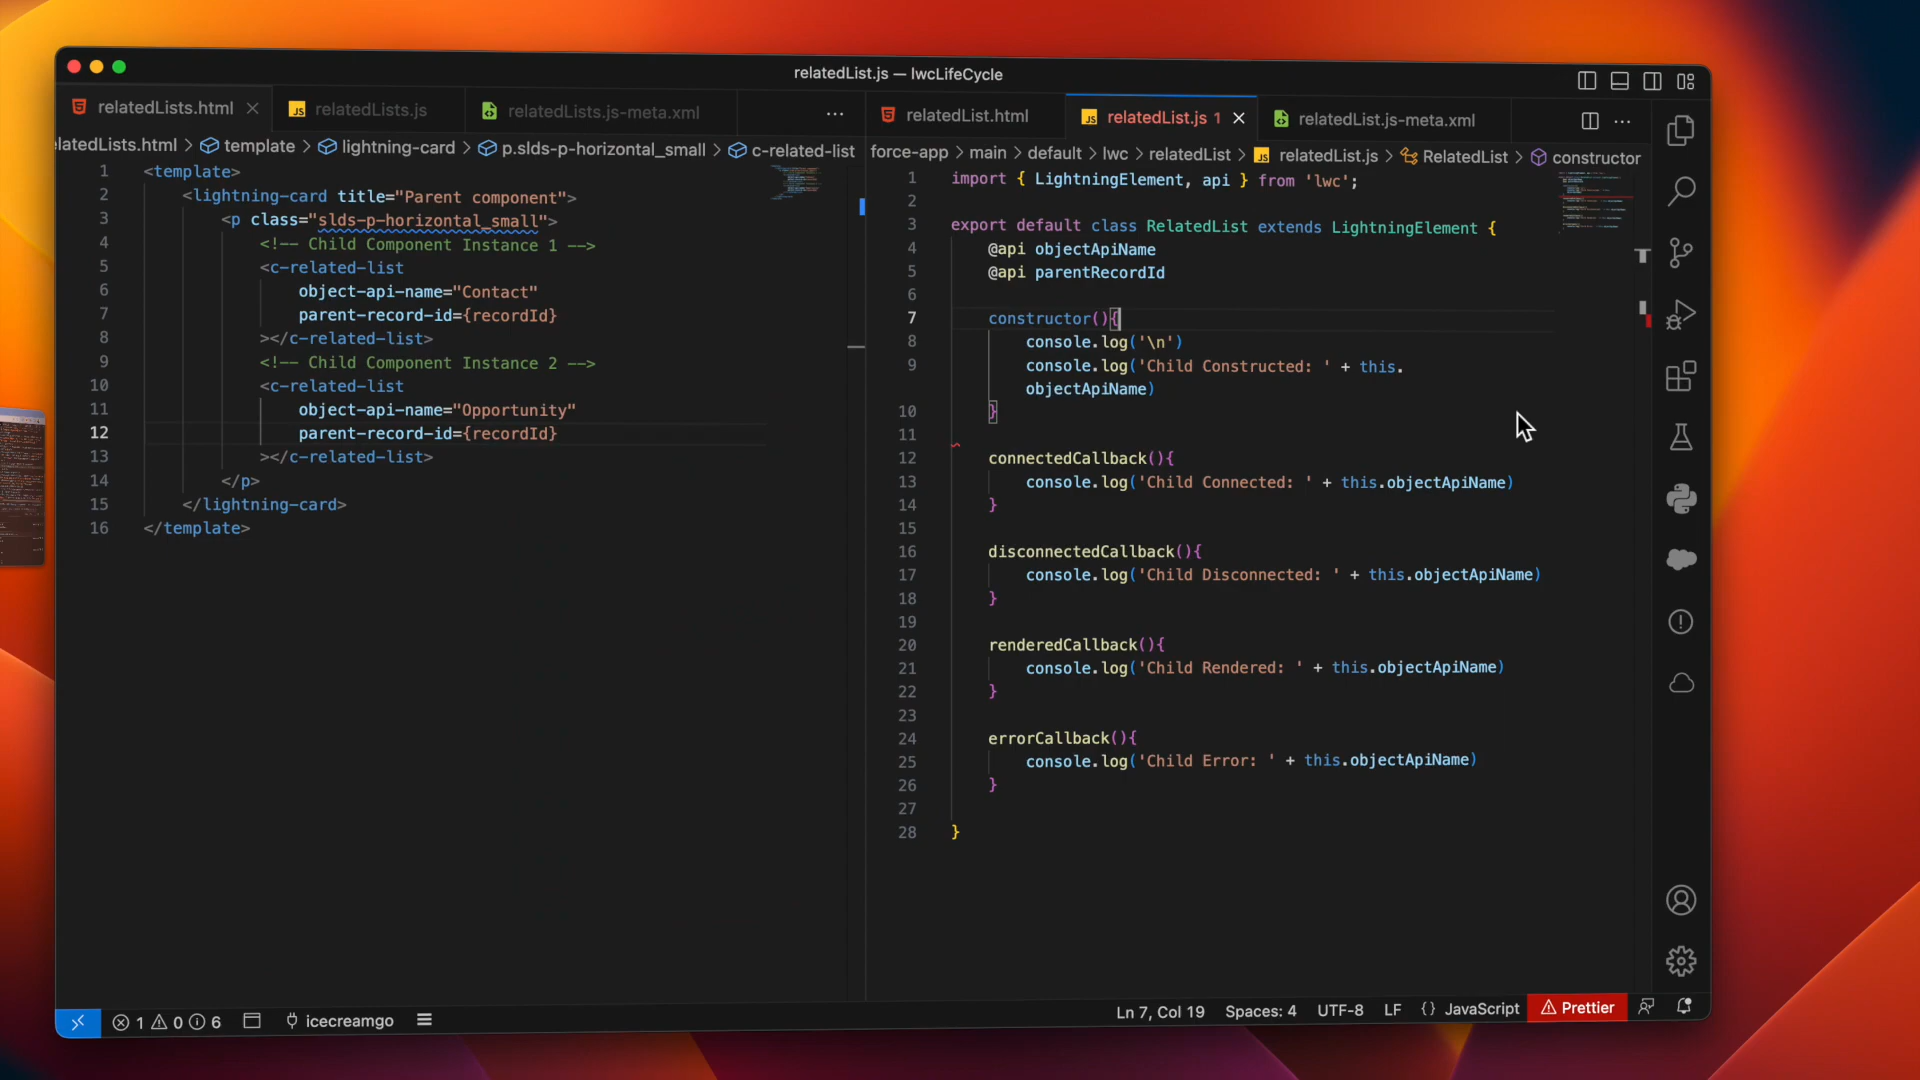 relatedList.js — lwcLifeCycle
relatedLists.html
relatedLists.js
relatedLists.js-meta.xml
elatedLists.html > template > lightning-card > p.slds-p-horizontal_small > c-related-list
1 <template>
2 <lightning-card title="Parent component">
3 <p class="slds-p-horizontal_small">
4 <!-- Child Component Instance 1 -->
5 <c-related-list
6 object-api-name="Contact"
7 parent-record-id={recordId}
8 ></c-related-list>
9 <!-- Child Component Instance 2 -->
10 <c-related-list
11 object-api-name="Opportunity"
12 parent-record-id={recordId}
13 ></c-related-list>
14 </p>
15 </lightning-card>
16 </template>
relatedList.html
relatedList.js 1
relatedList.js-meta.xml
force-app > main > default > lwc > relatedList > relatedList.js > RelatedList > constructor
1 import { LightningElement, api } from 'lwc';
2
3 export default class RelatedList extends LightningElement {
4 @api objectApiName
5 @api parentRecordId
6
7 constructor(){
8 console.log('\n')
9 console.log('Child Constructed: ' + this.
objectApiName)
10 }
11
12 connectedCallback(){
13 console.log('Child Connected: ' + this.objectApiName)
14 }
15
16 disconnectedCallback(){
17 console.log('Child Disconnected: ' + this.objectApiName)
18 }
19
20 renderedCallback(){
21 console.log('Child Rendered: ' + this.objectApiName)
22 }
23
24 errorCallback(){
25 console.log('Child Error: ' + this.objectApiName)
26 }
27
28 }
1 0 6 icecreamgo
Ln 7, Col 19 Spaces: 4 UTF-8 LF {} JavaScript Prettier